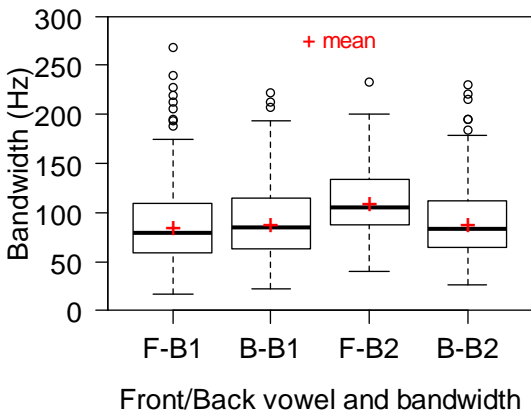 300
250
200
150
100
50
0
Bandwidth (Hz)
+ mean
F-B1 B-B1 F-B2 B-B2
Front/Back vowel and bandwidth